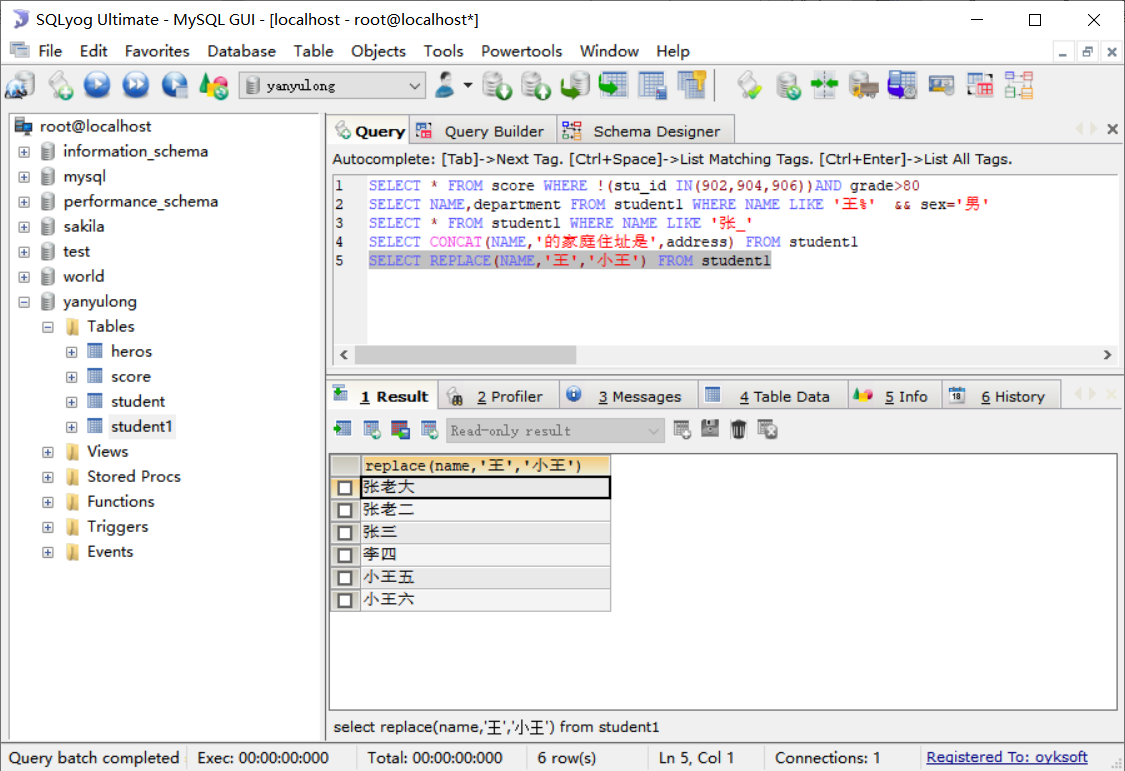 SQLyog Ultimate - MySQL GUI - [localhost - root@localhost*]
File Edit Favorites Database Table Objects Tools Powertools Window Help
yanyulong
root@localhost
information_schema
mysql
performance_schema
sakila
test
world
yanyulong
Tables
heros
score
student
student1
Views
Stored Procs
Functions
Triggers
Events
Query Query Builder Schema Designer
Autocomplete: [Tab]->Next Tag. [Ctrl+Space]->List Matching Tags. [Ctrl+Enter]->List All Tags.
1 SELECT * FROM score WHERE !(stu_id IN(902,904,906))AND grade>80
2 SELECT NAME,department FROM student1 WHERE NAME LIKE '王%' && sex='男'
3 SELECT * FROM student1 WHERE NAME LIKE '张_'
4 SELECT CONCAT(NAME,'的家庭住址是',address) FROM student1
5 SELECT REPLACE(NAME,'王','小王') FROM student1
1 Result 2 Profiler 3 Messages 4 Table Data 5 Info 18 6 History
Read-only result
replace(name,'王','小王')
张老大
张老二
张三
李四
小王五
小王六
select replace(name,'王','小王') from student1
Query batch completed Exec: 00:00:00:000 Total: 00:00:00:000 6 row(s) Ln 5, Col 1 Connections: 1 Registered To: oyksoft